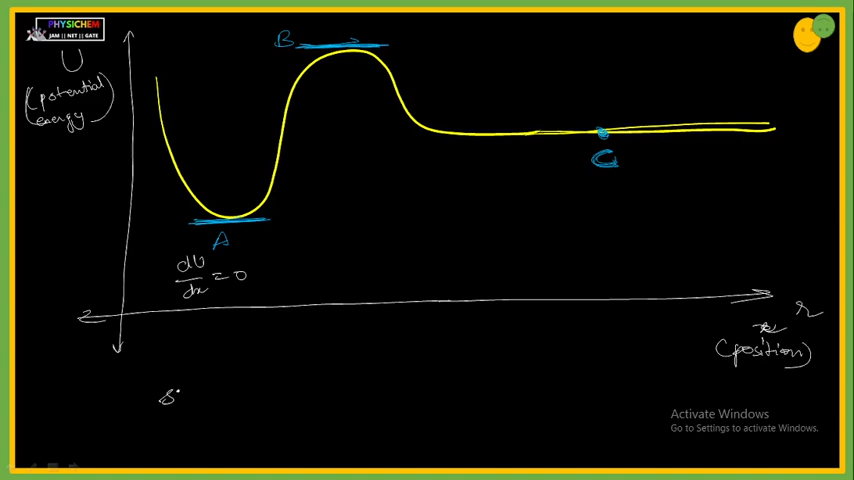 PHYSICHEM
JAM || NET || GATE
U
(potential
energy)
B
C
A
dU
dx
= 0
r
x
(position)
s
Activate Windows
Go to Settings to activate Windows.